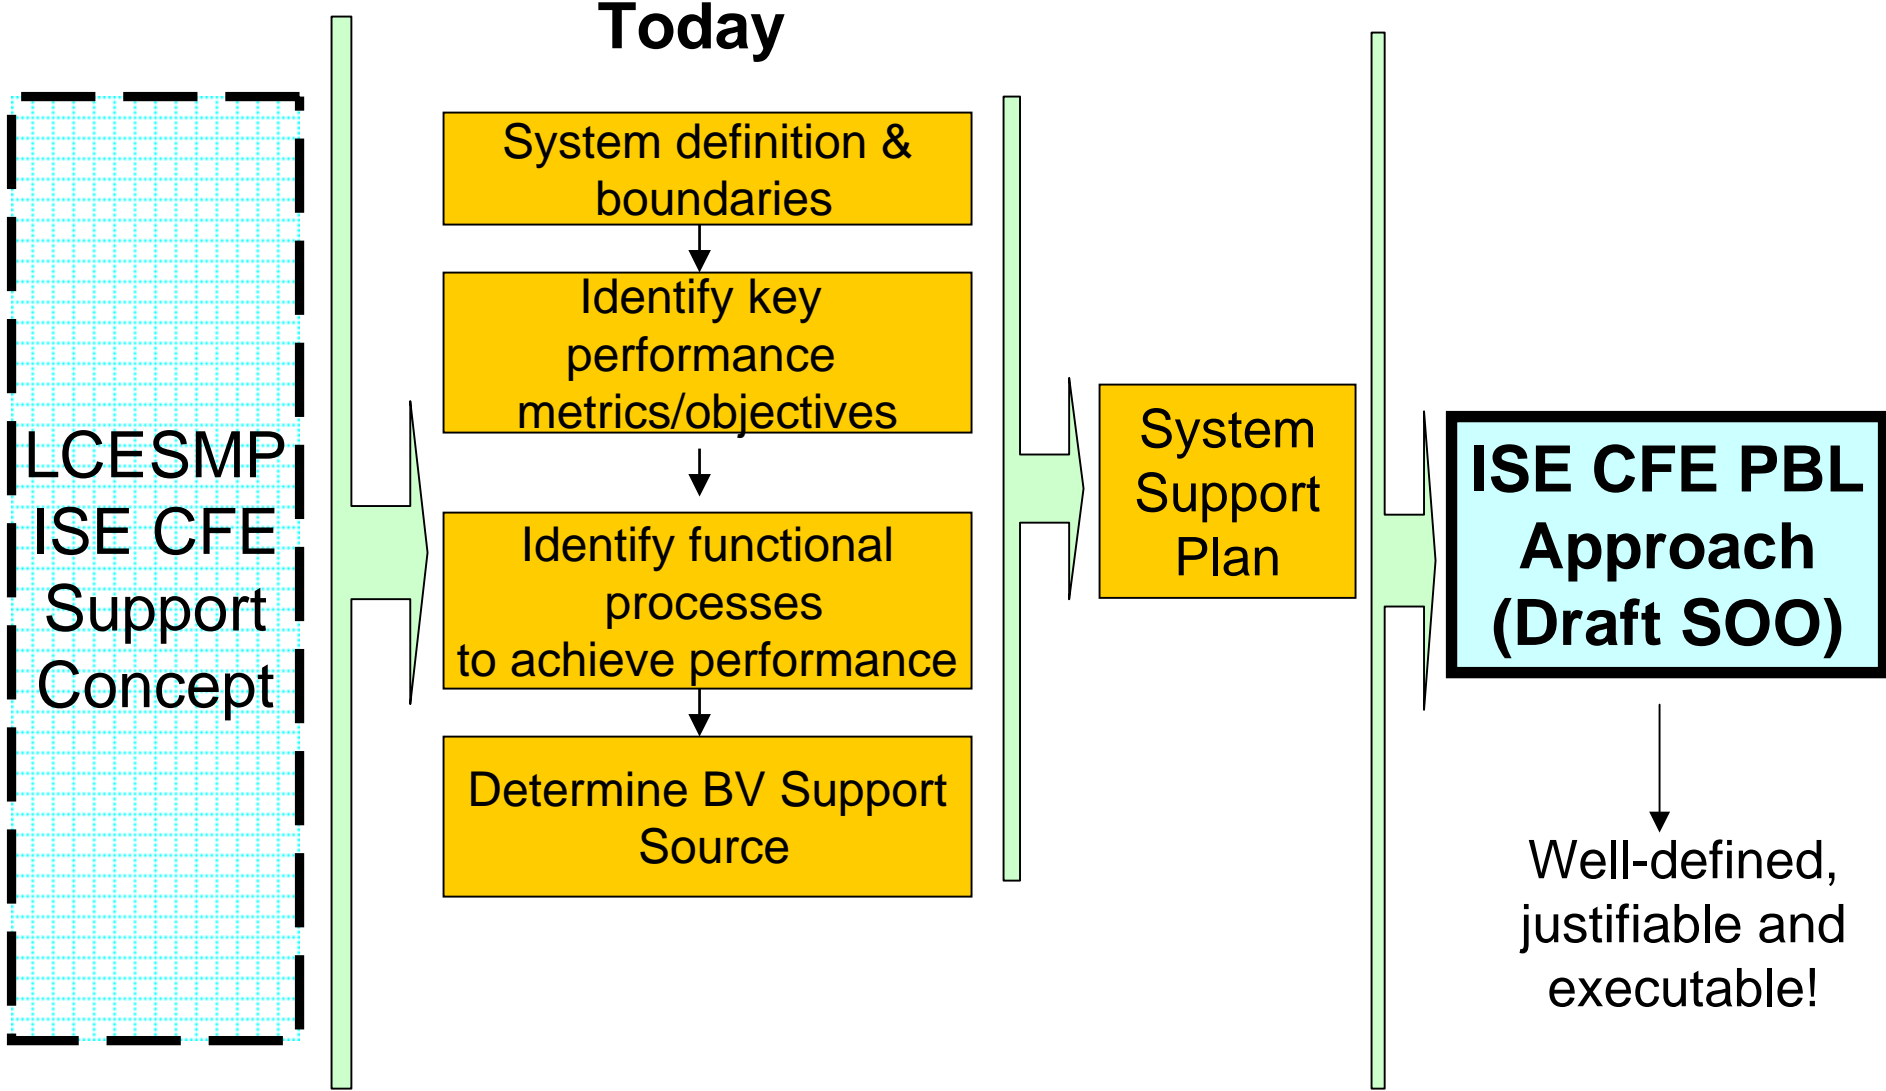 Today
LCESMP
ISE CFE
Support
Concept
System definition &
boundaries
Identify key
performance
metrics/objectives
Identify functional
processes
to achieve performance
Determine BV Support
Source
System
Support
Plan
ISE CFE PBL
Approach
(Draft SOO)
Well-defined,
justifiable and
executable!